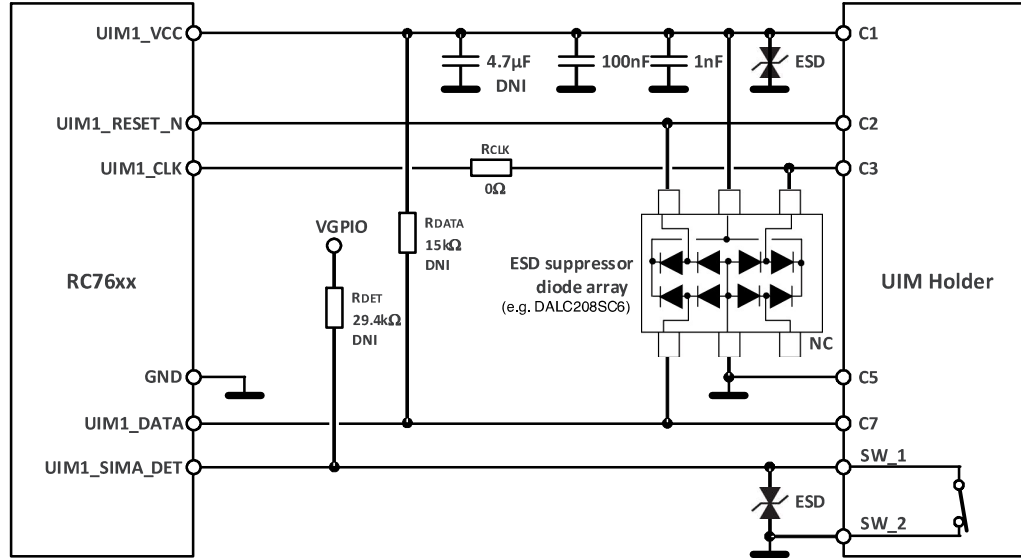 UIM1_VCC
C1
4.7µF
DNI
100nF
1nF
ESD
UIM1_RESET_N
C2
UIM1_CLK
RCLK
0Ω
C3
VGPIO
RDATA
15kΩ
DNI
RC76xx
ESD suppressor
diode array
(e.g. DALC208SC6)
UIM Holder
RDET
29.4kΩ
DNI
NC
GND
C5
UIM1_DATA
C7
UIM1_SIMA_DET
SW_1
ESD
SW_2